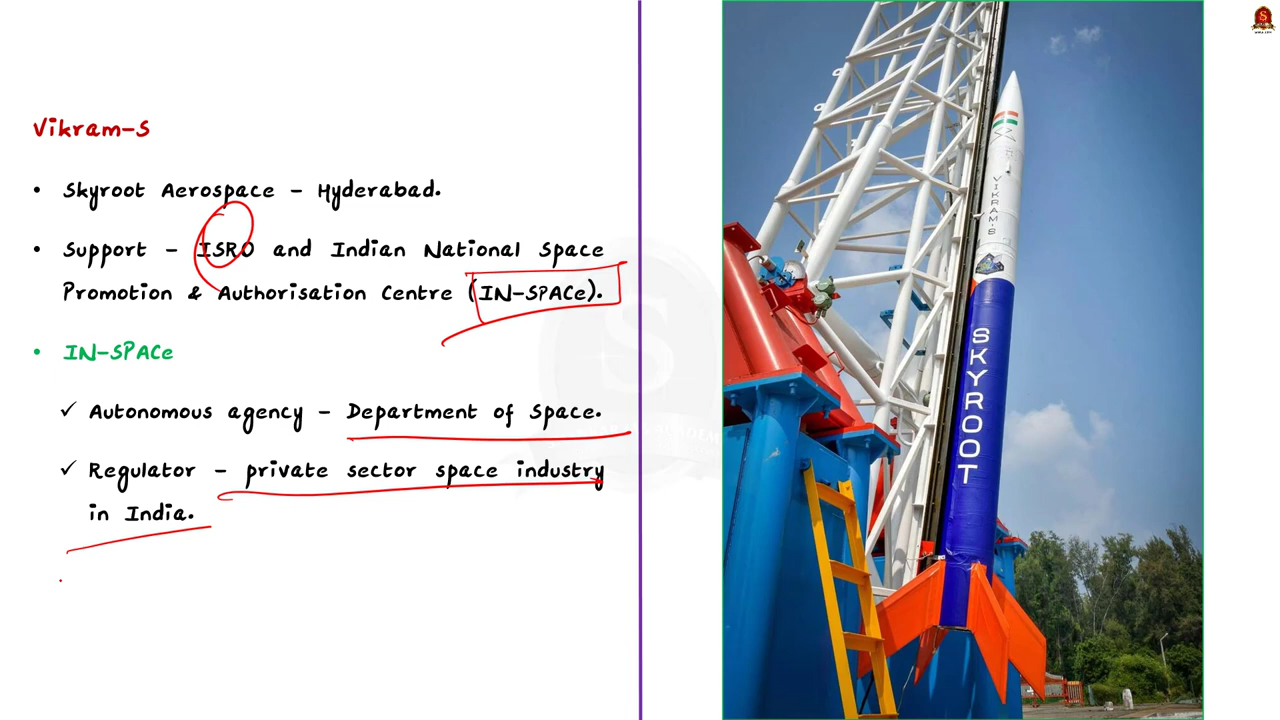 Vikram-S
• Skyroot Aerospace - Hyderabad.
• Support - ISRO and Indian National Space
Promotion & Authorisation Centre (IN-SPACe).
• IN-SPACe
✓ Autonomous agency - Department of Space.
✓ Regulator - private sector space industry
in India.
VIKRAM-S
SKYROOT
S